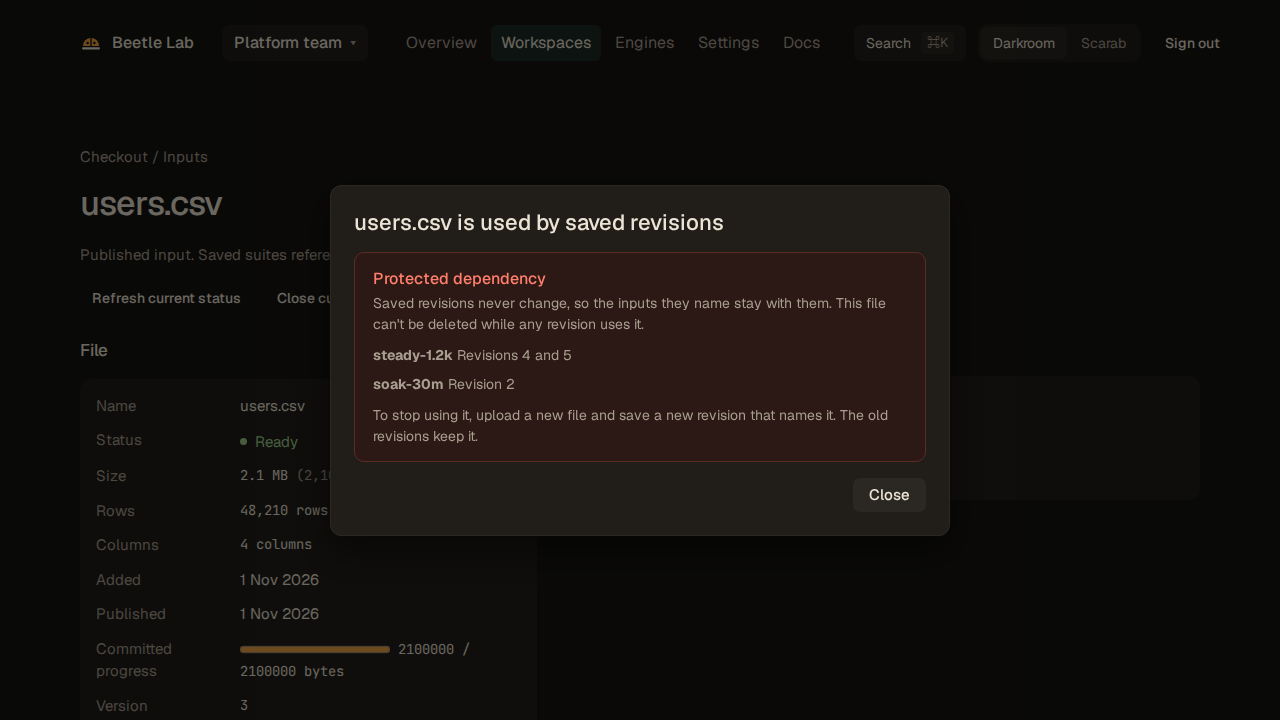 Beetle Lab
Platform team
Overview
Workspaces
Engines
Settings
Docs
Search ⌘K
Darkroom
Scarab
Sign out
Checkout / Inputs
users.csv
Published input. Saved suites refere
Refresh current status
Close cu
File
Name users.csv
Status Ready
Size 2.1 MB (2,10
Rows 48,210 rows
Columns 4 columns
Added 1 Nov 2026
Published 1 Nov 2026
Committed progress 2100000 /
2100000 bytes
Version 3
users.csv is used by saved revisions
Protected dependency
Saved revisions never change, so the inputs they name stay with them. This file
can't be deleted while any revision uses it.
steady-1.2k Revisions 4 and 5
soak-30m Revision 2
To stop using it, upload a new file and save a new revision that names it. The old
revisions keep it.
Close